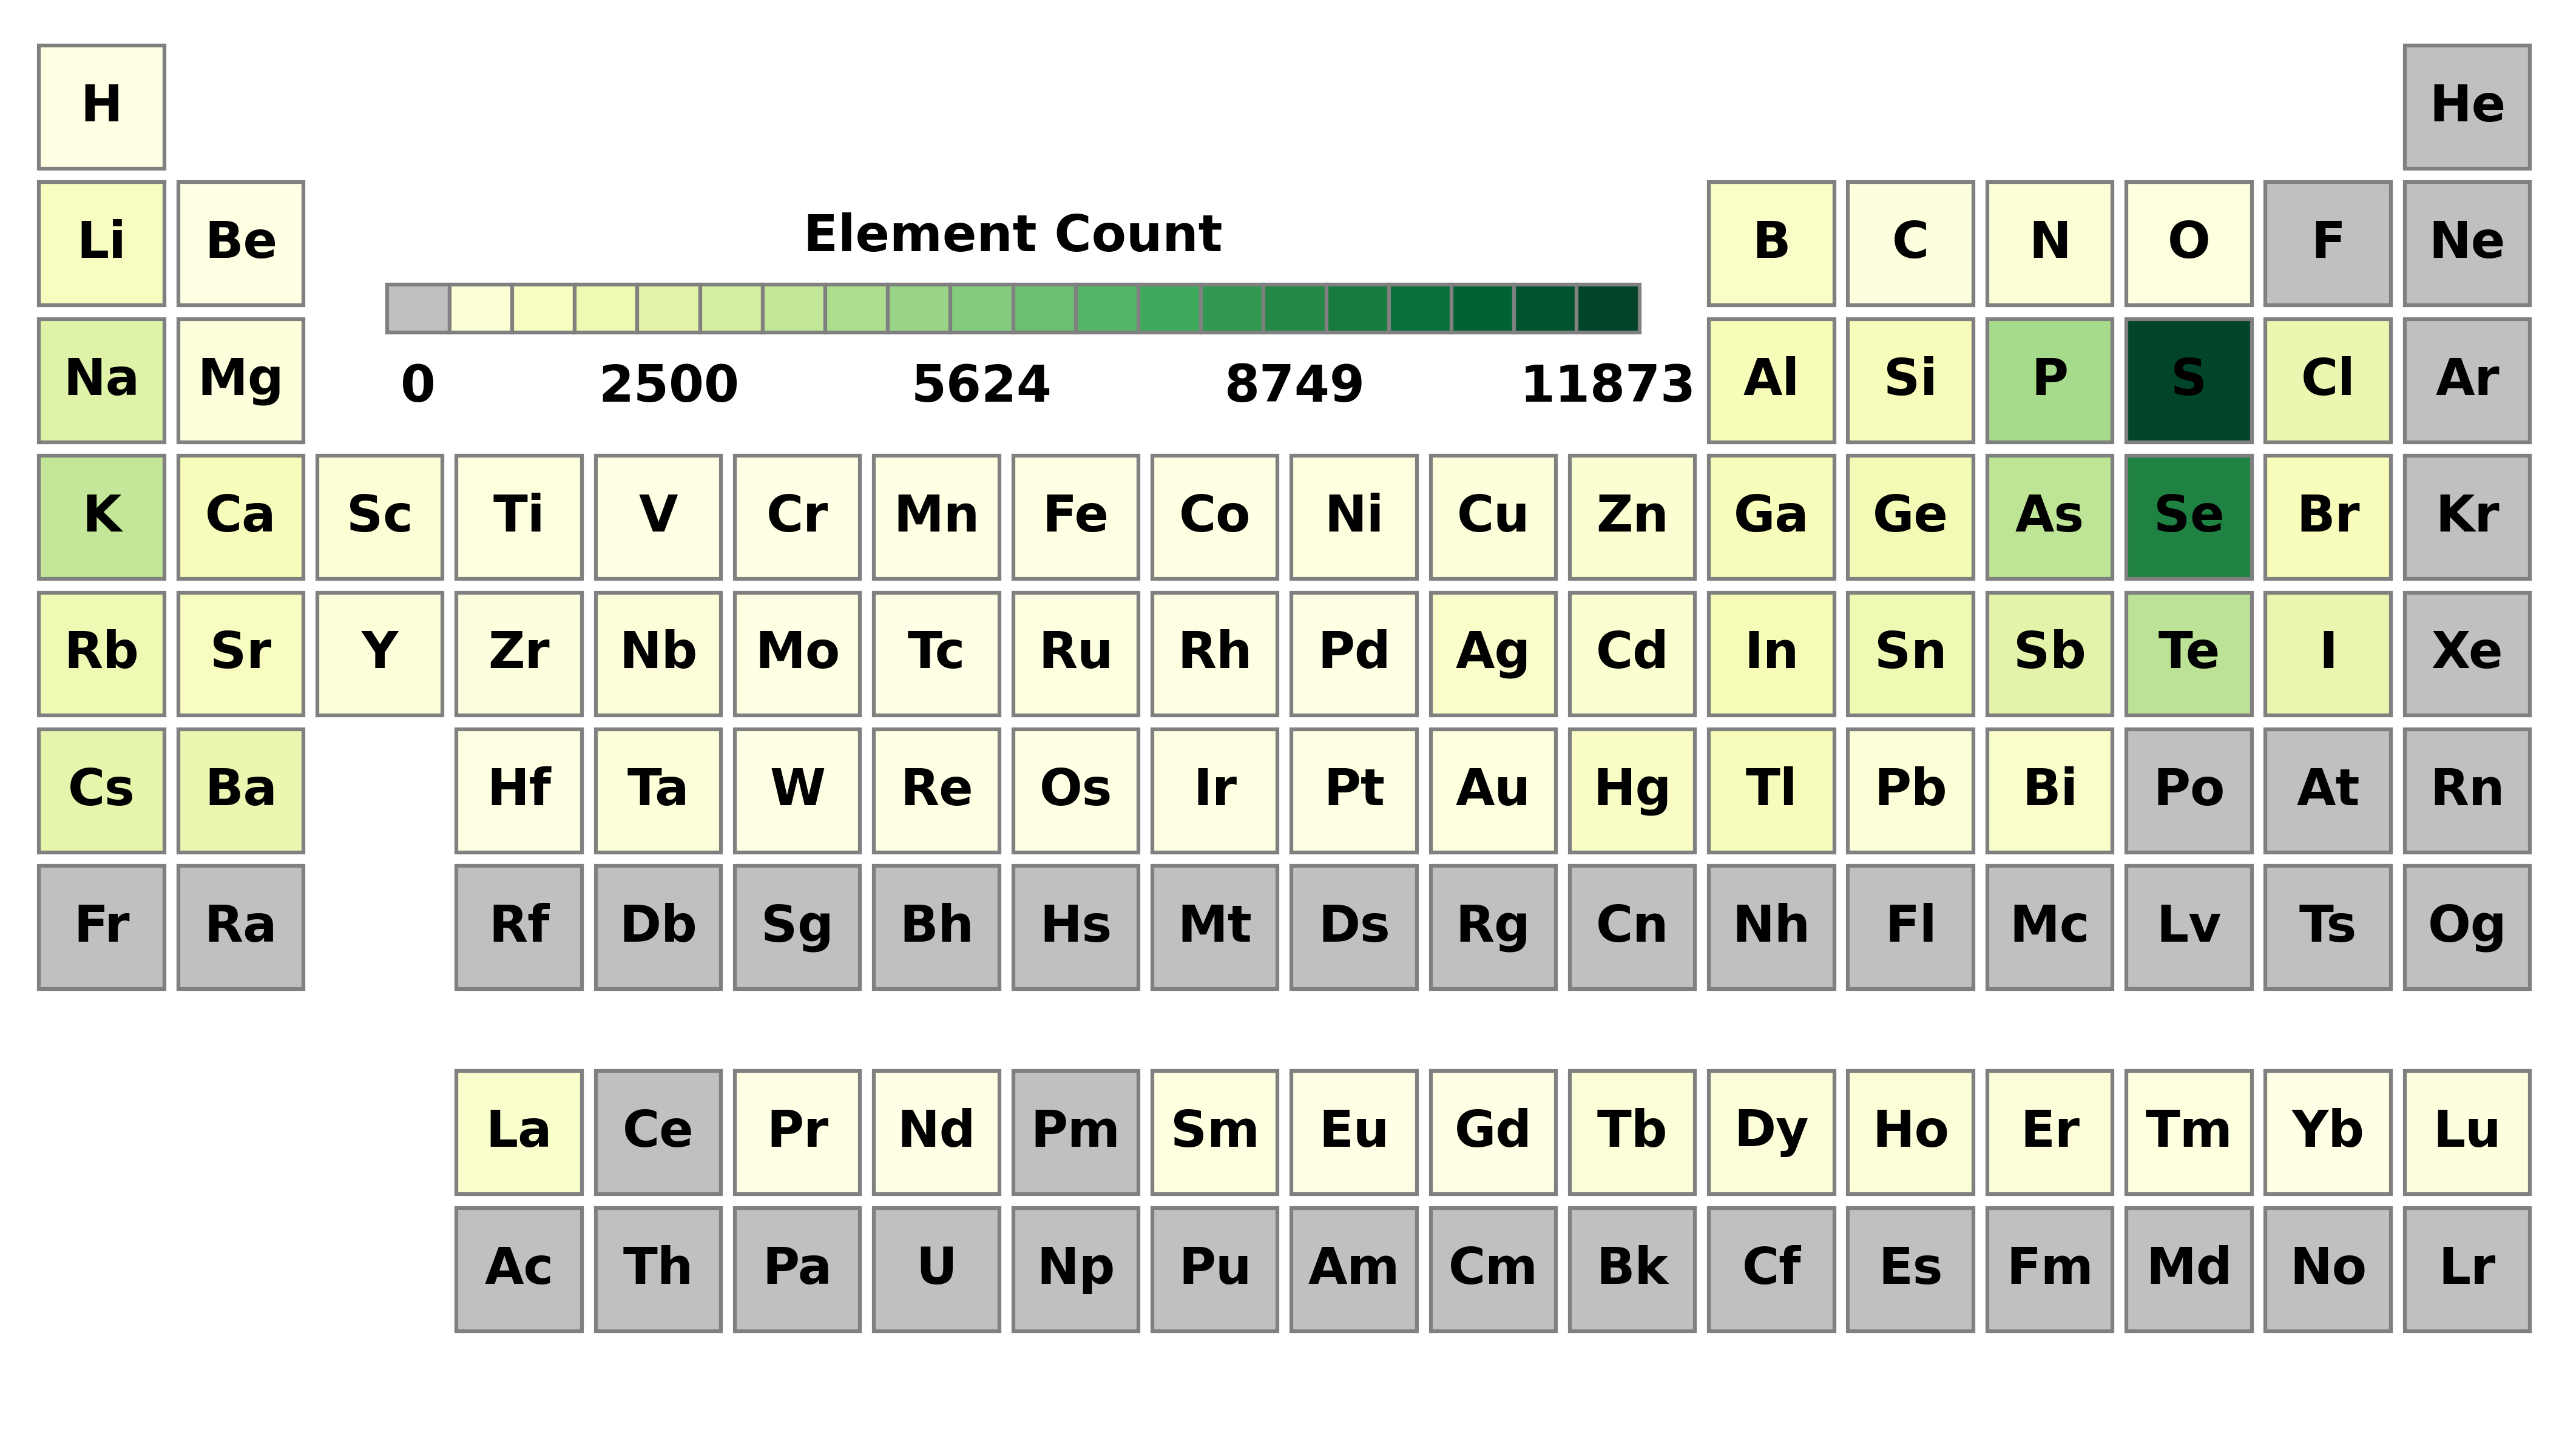 H He
Li Be B C N O F Ne
Element Count
Na Mg Al Si P S Cl Ar
0 2500 5624 8749 11873
K Ca Sc Ti V Cr Mn Fe Co Ni Cu Zn Ga Ge As Se Br Kr
Rb Sr Y Zr Nb Mo Tc Ru Rh Pd Ag Cd In Sn Sb Te I Xe
Cs Ba Hf Ta W Re Os Ir Pt Au Hg Tl Pb Bi Po At Rn
Fr Ra Rf Db Sg Bh Hs Mt Ds Rg Cn Nh Fl Mc Lv Ts Og
La Ce Pr Nd Pm Sm Eu Gd Tb Dy Ho Er Tm Yb Lu
Ac Th Pa U Np Pu Am Cm Bk Cf Es Fm Md No Lr